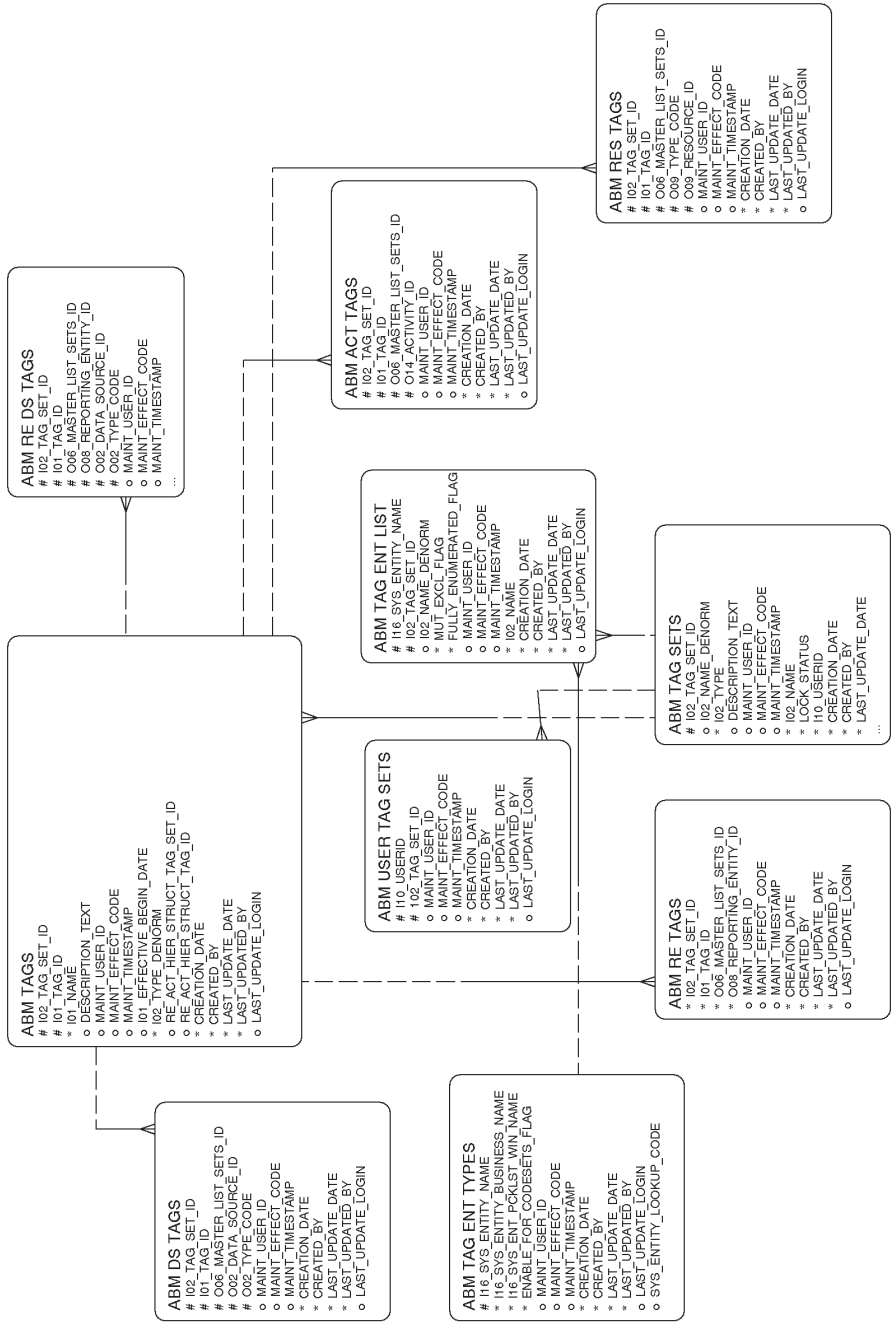 ABM DS TAGS
# I02_TAG_SET_ID
# I01_TAG_ID
# O06_MASTER_LIST_SETS_ID
# O02_DATA_SOURCE_ID
# O02_TYPE_CODE
o MAINT_USER_ID
o MAINT_EFFECT_CODE
o MAINT_TIMESTAMP
* CREATION_DATE
* CREATED_BY
* LAST_UPDATE_DATE
* LAST_UPDATED_BY
o LAST_UPDATE_LOGIN
ABM TAGS
# I02_TAG_SET_ID
# I01_TAG_ID
* I01_NAME
o DESCRIPTION_TEXT
o MAINT_USER_ID
o MAINT_EFFECT_CODE
o MAINT_TIMESTAMP
o I01_EFFECTIVE_BEGIN_DATE
* I02_TYPE_DENORM
o RE_ACT_HIER_STRUCT_TAG_SET_ID
o RE_ACT_HIER_STRUCT_TAG_ID
* CREATION_DATE
* CREATED_BY
* LAST_UPDATE_DATE
* LAST_UPDATED_BY
o LAST_UPDATE_LOGIN
ABM RE DS TAGS
# I02_TAG_SET_ID
# I01_TAG_ID
# O06_MASTER_LIST_SETS_ID
# O08_REPORTING_ENTITY_ID
# O02_DATA_SOURCE_ID
# O02_TYPE_CODE
o MAINT_USER_ID
o MAINT_EFFECT_CODE
o MAINT_TIMESTAMP
...
ABM ACT TAGS
# I02_TAG_SET_ID
# I01_TAG_ID
# O06_MASTER_LIST_SETS_ID
# O14_ACTIVITY_ID
o MAINT_USER_ID
o MAINT_EFFECT_CODE
o MAINT_TIMESTAMP
* CREATION_DATE
* CREATED_BY
* LAST_UPDATE_DATE
* LAST_UPDATED_BY
o LAST_UPDATE_LOGIN
ABM RES TAGS
# I02_TAG_SET_ID
# I01_TAG_ID
# O06_MASTER_LIST_SETS_ID
# O09_TYPE_CODE
# O09_RESOURCE_ID
o MAINT_USER_ID
o MAINT_EFFECT_CODE
o MAINT_TIMESTAMP
* CREATION_DATE
* CREATED_BY
* LAST_UPDATE_DATE
* LAST_UPDATED_BY
o LAST_UPDATE_LOGIN
ABM USER TAG SETS
# I10_USERID
# 102_TAG_SET_ID
o MAINT_USER_ID
o MAINT_EFFECT_CODE
o MAINT_TIMESTAMP
* CREATION_DATE
* CREATED_BY
* LAST_UPDATE_DATE
* LAST_UPDATED_BY
o LAST_UPDATE_LOGIN
ABM TAG ENT LIST
# I16_SYS_ENTITY_NAME
# I02_TAG_SET_ID
o I02_NAME_DENORM
* MUT_EXCL_FLAG
* FULLY_ENUMERATED_FLAG
o MAINT_USER_ID
o MAINT_EFFECT_CODE
o MAINT_TIMESTAMP
* I02_NAME
* CREATION_DATE
* CREATED_BY
* LAST_UPDATE_DATE
* LAST_UPDATED_BY
o LAST_UPDATE_LOGIN
ABM TAG ENT TYPES
# I16_SYS_ENTITY_NAME
* I16_SYS_ENTITY_BUSINESS_NAME
* I16_SYS_ENT_PCKLST_WIN_NAME
* ENABLE_FOR_CODESETS_FLAG
o MAINT_USER_ID
o MAINT_EFFECT_CODE
o MAINT_TIMESTAMP
* CREATION_DATE
* CREATED_BY
* LAST_UPDATE_DATE
* LAST_UPDATED_BY
o LAST_UPDATE_LOGIN
o SYS_ENTITY_LOOKUP_CODE
ABM RE TAGS
* I02_TAG_SET_ID
* I01_TAG_ID
* O06_MASTER_LIST_SETS_ID
* O08_REPORTING_ENTITY_ID
o MAINT_USER_ID
o MAINT_EFFECT_CODE
o MAINT_TIMESTAMP
* CREATION_DATE
* CREATED_BY
* LAST_UPDATE_DATE
* LAST_UPDATED_BY
o LAST_UPDATE_LOGIN
ABM TAG SETS
# I02_TAG_SET_ID
o I02_NAME_DENORM
* I02_TYPE
o DESCRIPTION_TEXT
o MAINT_USER_ID
o MAINT_EFFECT_CODE
o MAINT_TIMESTAMP
* I02_NAME
* LOCK_STATUS
* I10_USERID
* CREATION_DATE
* CREATED_BY
* LAST_UPDATE_DATE
...